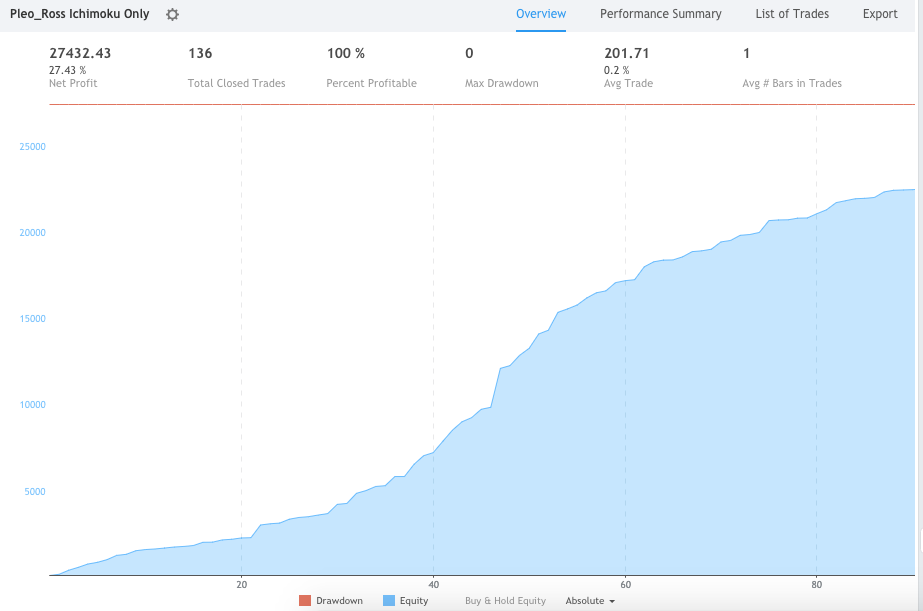 Pleo_Ross Ichimoku Only Overview Performance Summary List of Trades Export
27432.43 136 100 % 0 201.71 1
27.43 % 0.2 %
Net Profit Total Closed Trades Percent Profitable Max Drawdown Avg Trade Avg # Bars in Trades
25000
20000
15000
10000
5000
20 40 60 80
Drawdown Equity Buy & Hold Equity Absolute